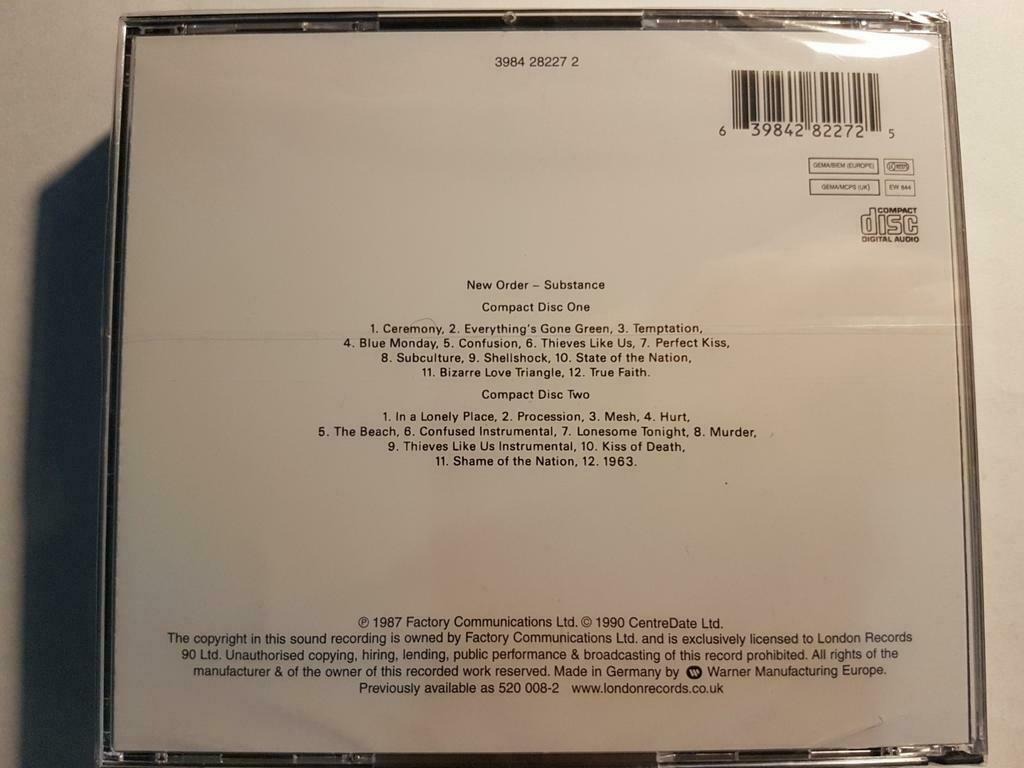 3984 28227 2
6 39842 82272 5
GEMA/BIEM (EUROPE)
GEMA/MCPS (UK) EW 844
COMPACT
disc
DIGITAL AUDIO
New Order – Substance
Compact Disc One
1. Ceremony, 2. Everything's Gone Green, 3. Temptation,
4. Blue Monday, 5. Confusion, 6. Thieves Like Us, 7. Perfect Kiss,
8. Subculture, 9. Shellshock, 10. State of the Nation,
11. Bizarre Love Triangle, 12. True Faith.
Compact Disc Two
1. In a Lonely Place, 2. Procession, 3. Mesh, 4. Hurt,
5. The Beach, 6. Confused Instrumental, 7. Lonesome Tonight, 8. Murder,
9. Thieves Like Us Instrumental, 10. Kiss of Death,
11. Shame of the Nation, 12. 1963.
℗ 1987 Factory Communications Ltd. © 1990 CentreDate Ltd.
The copyright in this sound recording is owned by Factory Communications Ltd. and is exclusively licensed to London Records
90 Ltd. Unauthorised copying, hiring, lending, public performance & broadcasting of this record prohibited. All rights of the
manufacturer & of the owner of this recorded work reserved. Made in Germany by Warner Manufacturing Europe.
Previously available as 520 008-2 www.londonrecords.co.uk